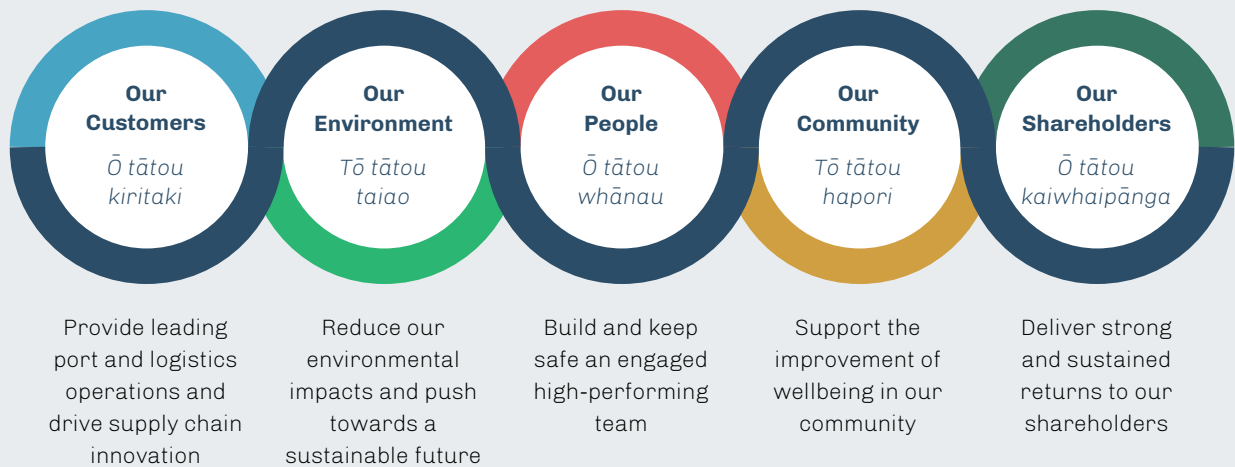 Our
Customers
Ō tātou
kiritaki
Provide leading
port and logistics
operations and
drive supply chain
innovation
Our
Environment
Tō tātou
taiao
Reduce our
environmental
impacts and push
towards a
sustainable future
Our
People
Ō tātou
whānau
Build and keep
safe an engaged
high-performing
team
Our
Community
Tō tātou
hapori
Support the
improvement of
wellbeing in our
community
Our
Shareholders
Ō tātou
kaiwhaipānga
Deliver strong
and sustained
returns to our
shareholders